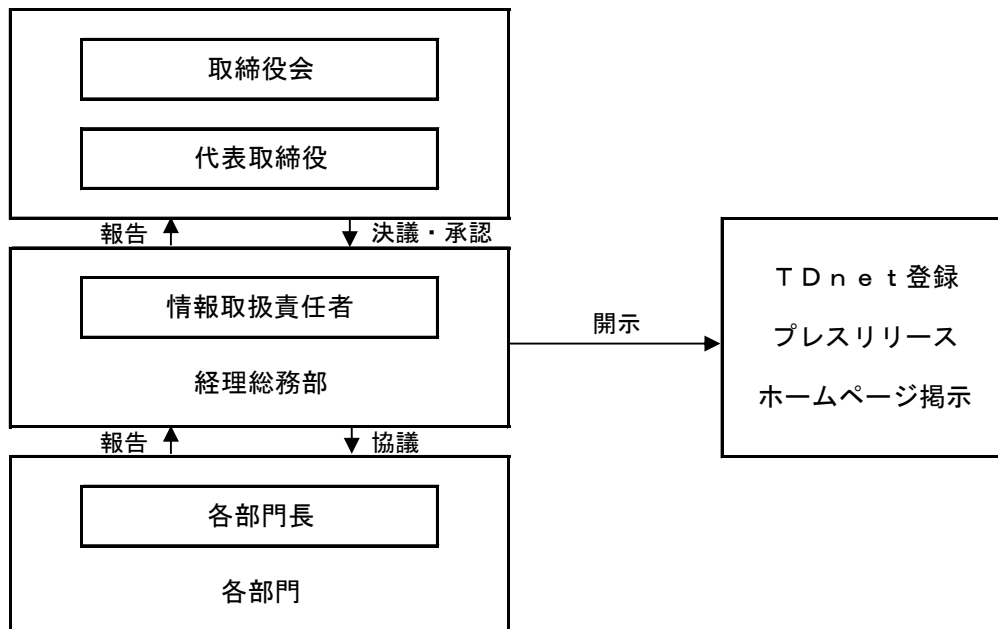 取締役会
代表取締役
報告
決議・承認
情報取扱責任者
経理総務部
開示
ＴＤｎｅｔ登録
プレスリリース
ホームページ掲示
報告
協議
各部門長
各部門